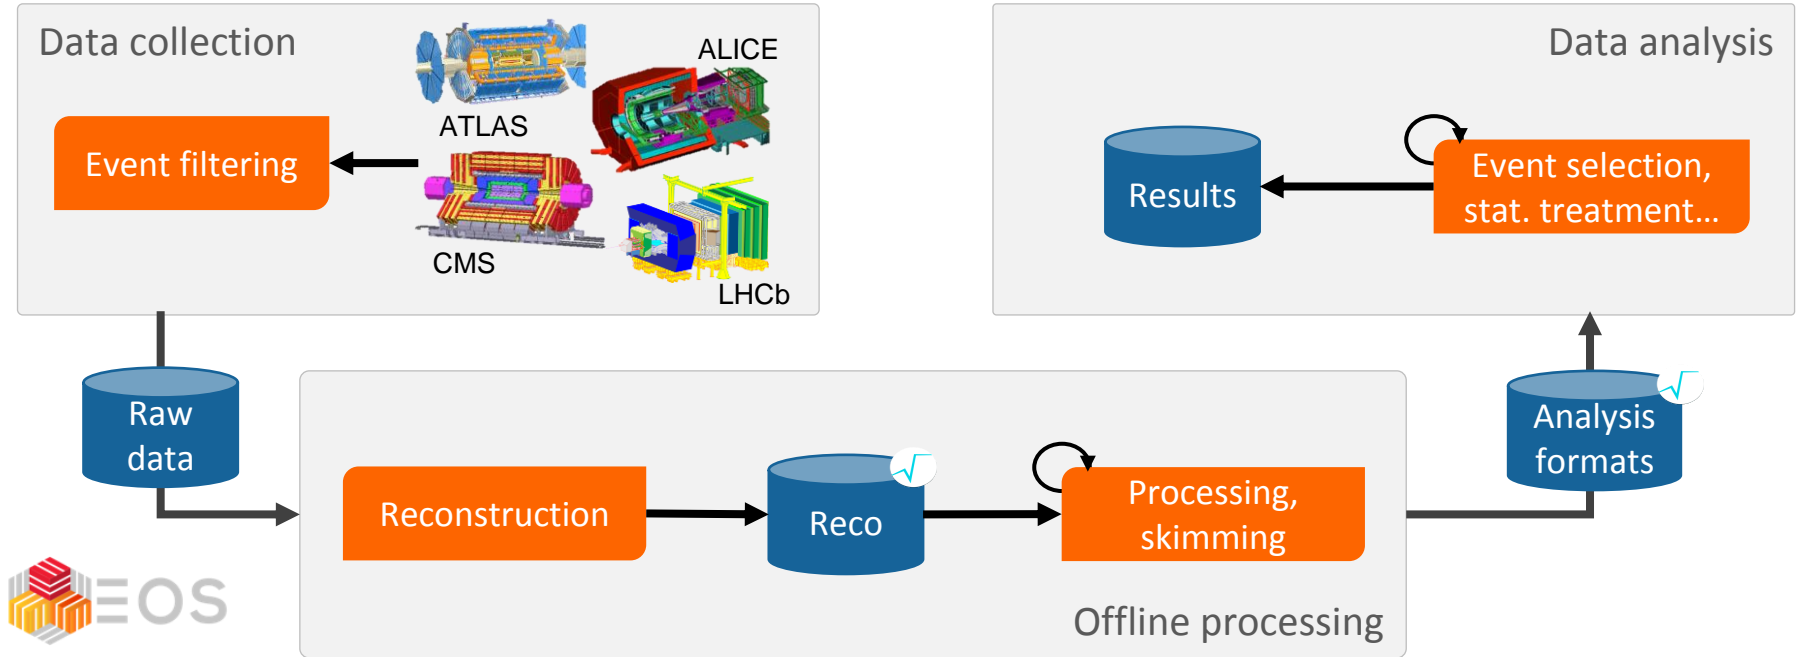 Data collection
ALICE
ATLAS
Event filtering
CMS
LHCb
Data analysis
Results
Event selection,
stat. treatment...
Raw
data
Reconstruction
Reco
Processing,
skimming
Analysis
formats
Offline processing
EOS